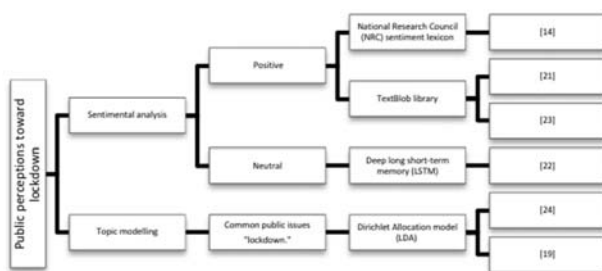 Public perceptions toward
lockdown
Sentimental analysis
Topic modelling
Positive
Neutral
Common public issues
"lockdown."
National Research Council
(NRC) sentiment lexicon
TextBlob library
Deep long short-term
memory (LSTM)
Dirichlet Allocation model
(LDA)
[14]
[21]
[23]
[22]
[24]
[19]